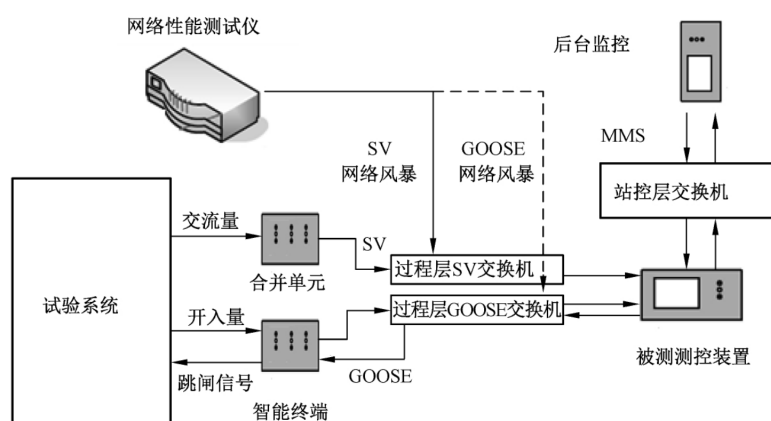 网络性能测试仪
后台监控
SV
网络风暴
GOOSE
网络风暴
MMS
站控层交换机
交流量
SV
合并单元
过程层SV交换机
试验系统
开入量
过程层GOOSE交换机
跳闸信号
GOOSE
智能终端
被测测控装置